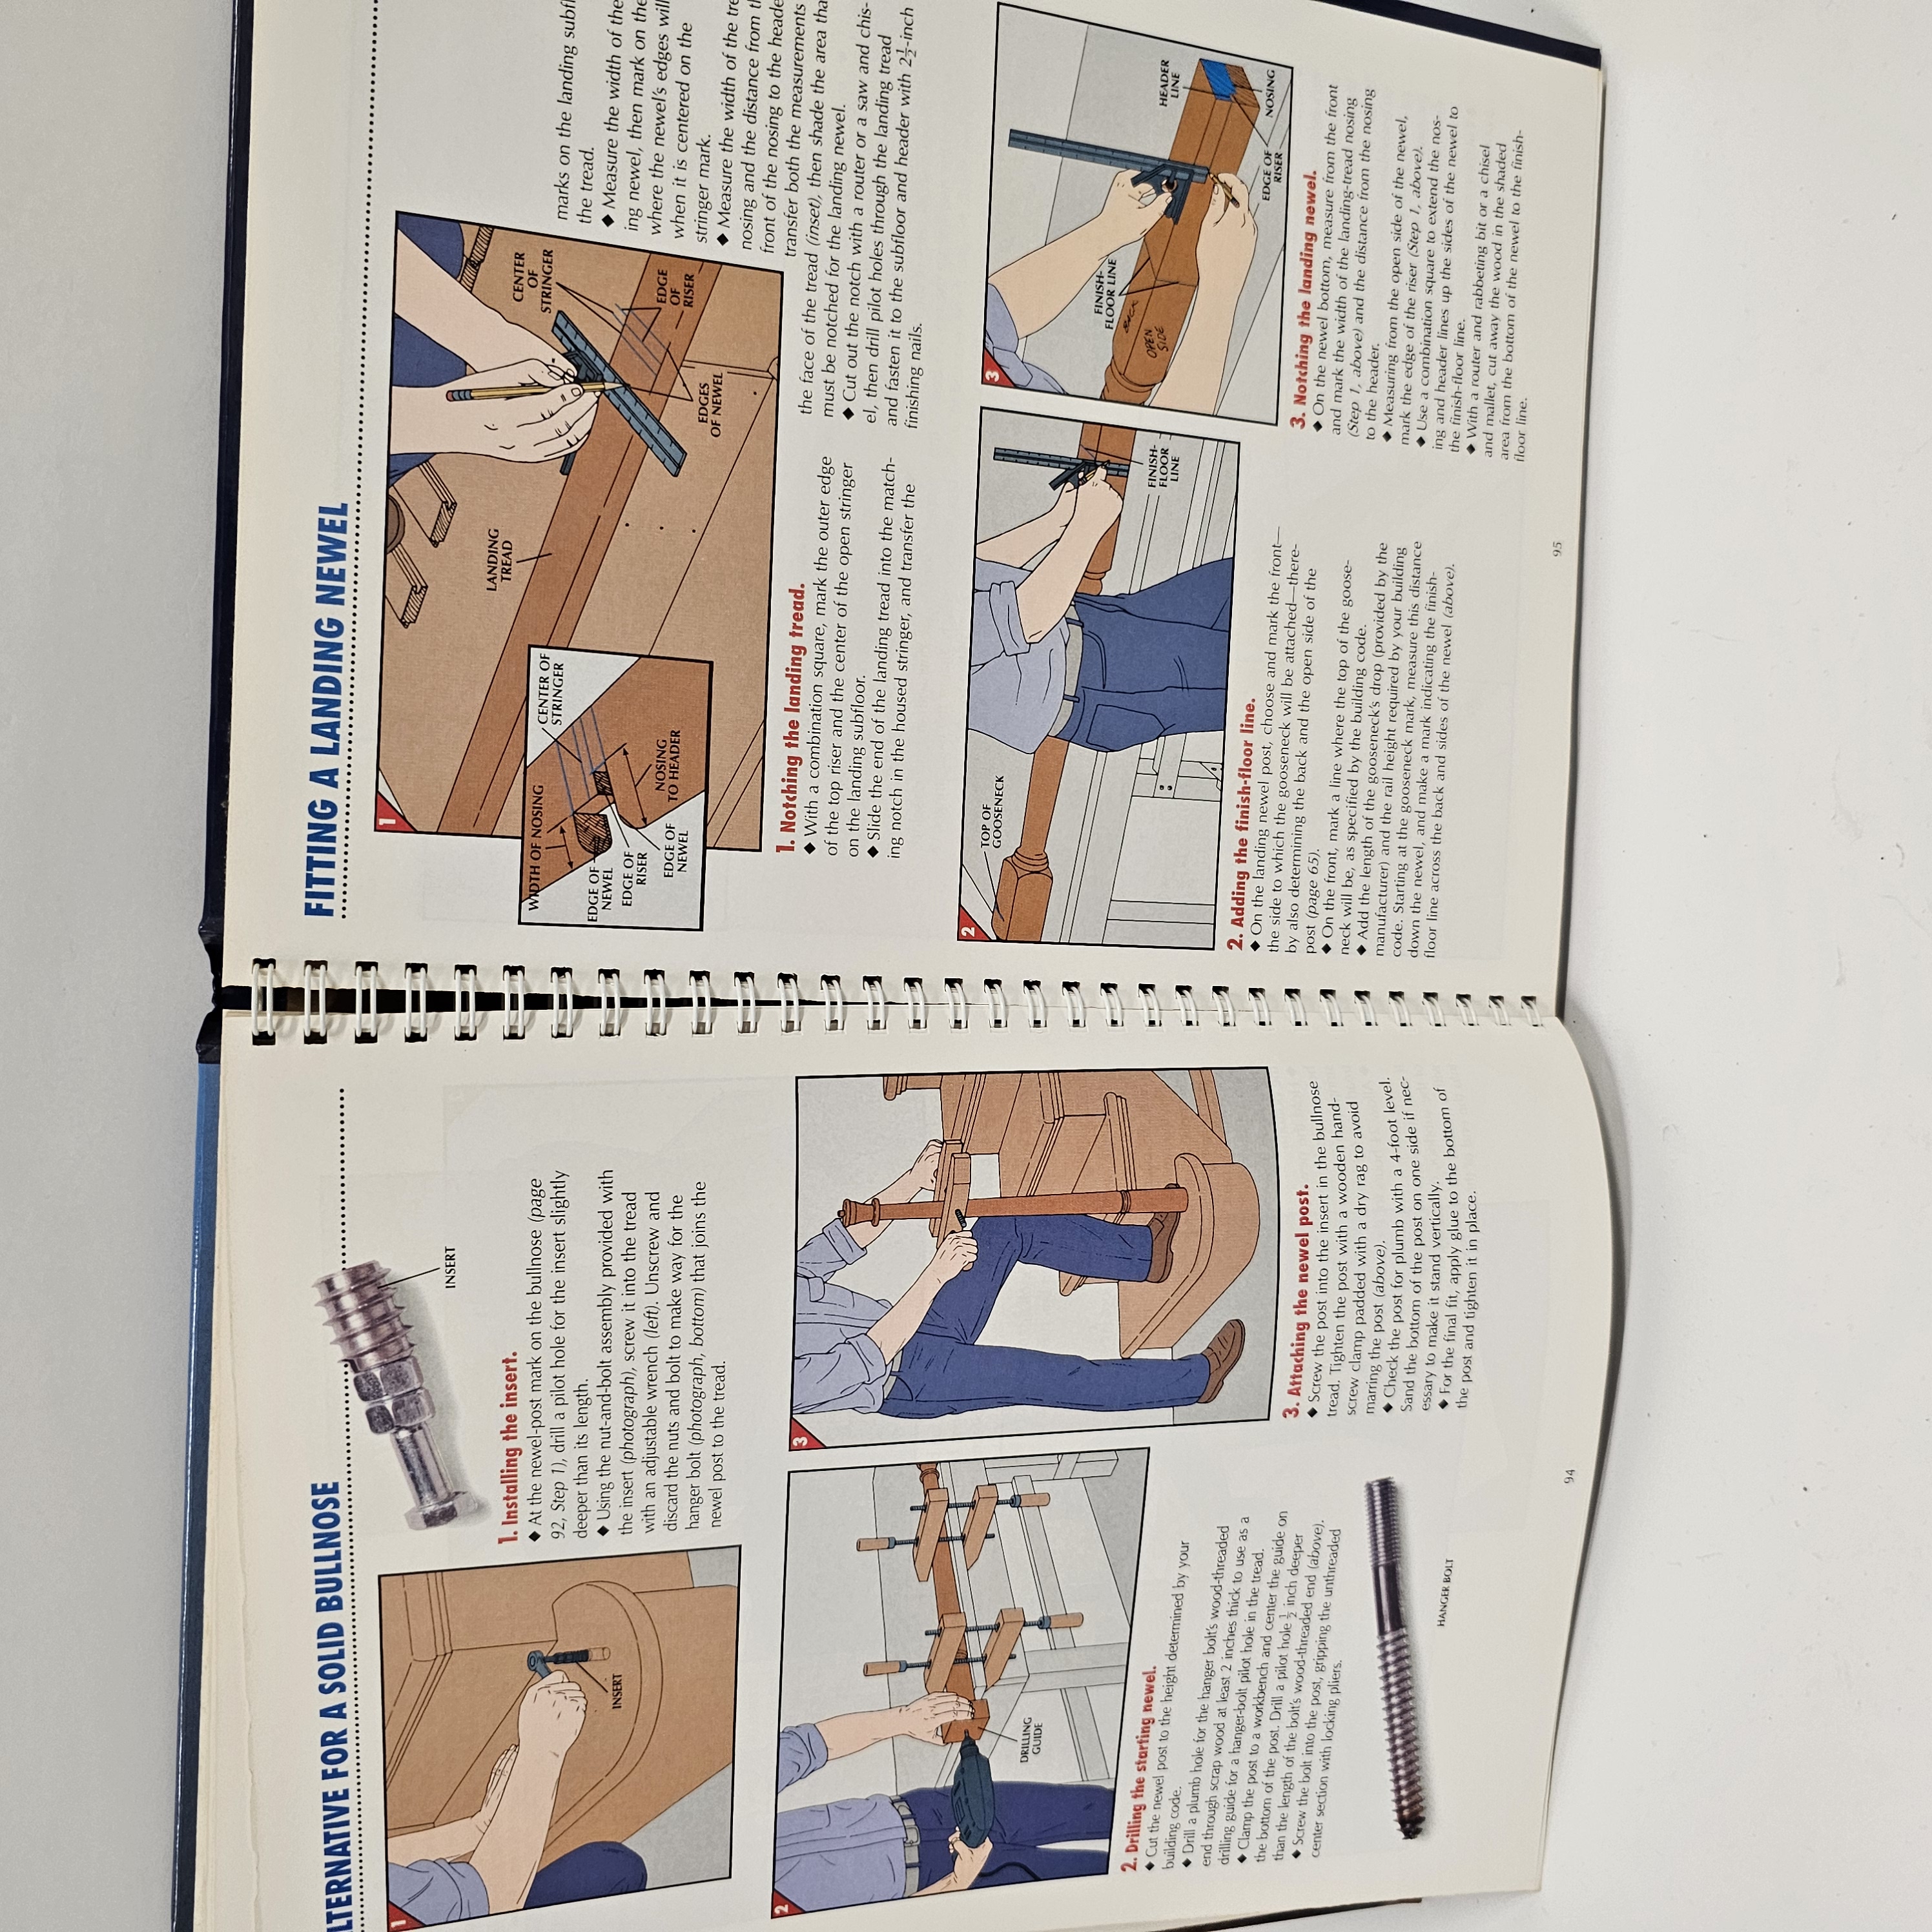 LTERNATIVE FOR A SOLID BULLNOSE
1
INSERT
INSERT
1. Installing the insert.
◆ At the newel-post mark on the bullnose (page
92, Step 1), drill a pilot hole for the insert slightly
deeper than its length.
◆ Using the nut-and-bolt assembly provided with
the insert (photograph), screw it into the tread
with an adjustable wrench (left). Unscrew and
discard the nuts and bolt to make way for the
hanger bolt (photograph, bottom) that joins the
newel post to the tread.
2
DRILLING
GUIDE
2. Drilling the starting newel.
◆ Cut the newel post to the height determined by your
building code.
◆ Drill a plumb hole for the hanger bolt's wood-threaded
end through scrap wood at least 2 inches thick to use as a
drilling guide for a hanger-bolt pilot hole in the tread.
◆ Clamp the post to a workbench and center the guide on
the bottom of the post. Drill a pilot hole 1/2 inch deeper
than the length of the bolt's wood-threaded end (above).
◆ Screw the bolt into the post, gripping the unthreaded
center section with locking pliers.
HANGER BOLT
3
3. Attaching the newel post.
◆ Screw the post into the insert in the bullnose
tread. Tighten the post with a wooden hand-
screw clamp padded with a dry rag to avoid
marring the post (above).
◆ Check the post for plumb with a 4-foot level.
Sand the bottom of the post on one side if nec-
essary to make it stand vertically.
◆ For the final fit, apply glue to the bottom of
the post and tighten it in place.
94
FITTING A LANDING NEWEL
1
LANDING
TREAD
CENTER
OF
STRINGER
EDGE
OF
RISER
EDGES
OF NEWEL
WIDTH OF NOSING
CENTER OF
STRINGER
EDGE OF
NEWEL
EDGE OF
RISER
EDGE OF
NEWEL
NOSING
TO HEADER
1. Notching the landing tread.
◆ With a combination square, mark the outer edge
of the top riser and the center of the open stringer
on the landing subfloor.
◆ Slide the end of the landing tread into the match-
ing notch in the housed stringer, and transfer the
marks on the landing subfl
the tread.
◆ Measure the width of the
ing newel, then mark on the
where the newel's edges will
when it is centered on the
stringer mark.
◆ Measure the width of the tre
nosing and the distance from th
front of the nosing to the heade
transfer both the measurements
the face of the tread (inset), then shade the area tha
must be notched for the landing newel.
◆ Cut out the notch with a router or a saw and chis-
el, then drill pilot holes through the landing tread
and fasten it to the subfloor and header with 2 1/2-inch
finishing nails.
2
TOP OF
GOOSENECK
FINISH-
FLOOR
LINE
2. Adding the finish-floor line.
◆ On the landing newel post, choose and mark the front—
the side to which the gooseneck will be attached—there-
by also determining the back and the open side of the
post (page 65).
◆ On the front, mark a line where the top of the goose-
neck will be, as specified by the building code.
◆ Add the length of the gooseneck's drop (provided by the
manufacturer) and the rail height required by your building
code. Starting at the gooseneck mark, measure this distance
down the newel, and make a mark indicating the finish-
floor line across the back and sides of the newel (above).
3
FINISH-
FLOOR LINE
BACK
OPEN
SIDE
HEADER
LINE
EDGE OF
RISER
NOSING
3. Notching the landing newel.
◆ On the newel bottom, measure from the front
and mark the width of the landing-tread nosing
(Step 1, above) and the distance from the nosing
to the header.
◆ Measuring from the open side of the newel,
mark the edge of the riser (Step 1, above).
◆ Use a combination square to extend the nos-
ing and header lines up the sides of the newel to
the finish-floor line.
◆ With a router and rabbeting bit or a chisel
and mallet, cut away the wood in the shaded
area from the bottom of the newel to the finish-
floor line.
95